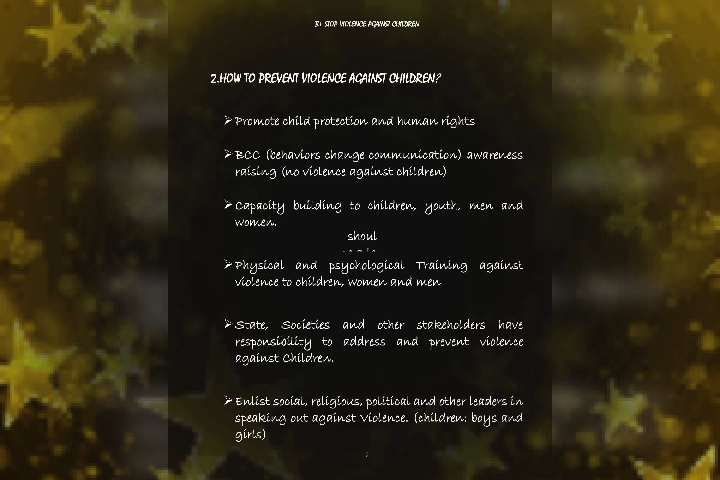 B1 STOP VIOLENCE AGAINST CHILDREN
2.HOW TO PREVENT VIOLENCE AGAINST CHILDREN?
➢Promote child protection and human rights
➢BCC (behaviors change communication) awareness
raising (no violence against children)
➢Capacity building to children, youth, men and
women.
shoul
➢Physical and psychological Training against
violence to children, women and men
➢State, Societies and other stakeholders have
responsibility to address and prevent violence
against Children.
➢Enlist social, religious, political and other leaders in
speaking out against Violence. (children: boys and
girls)